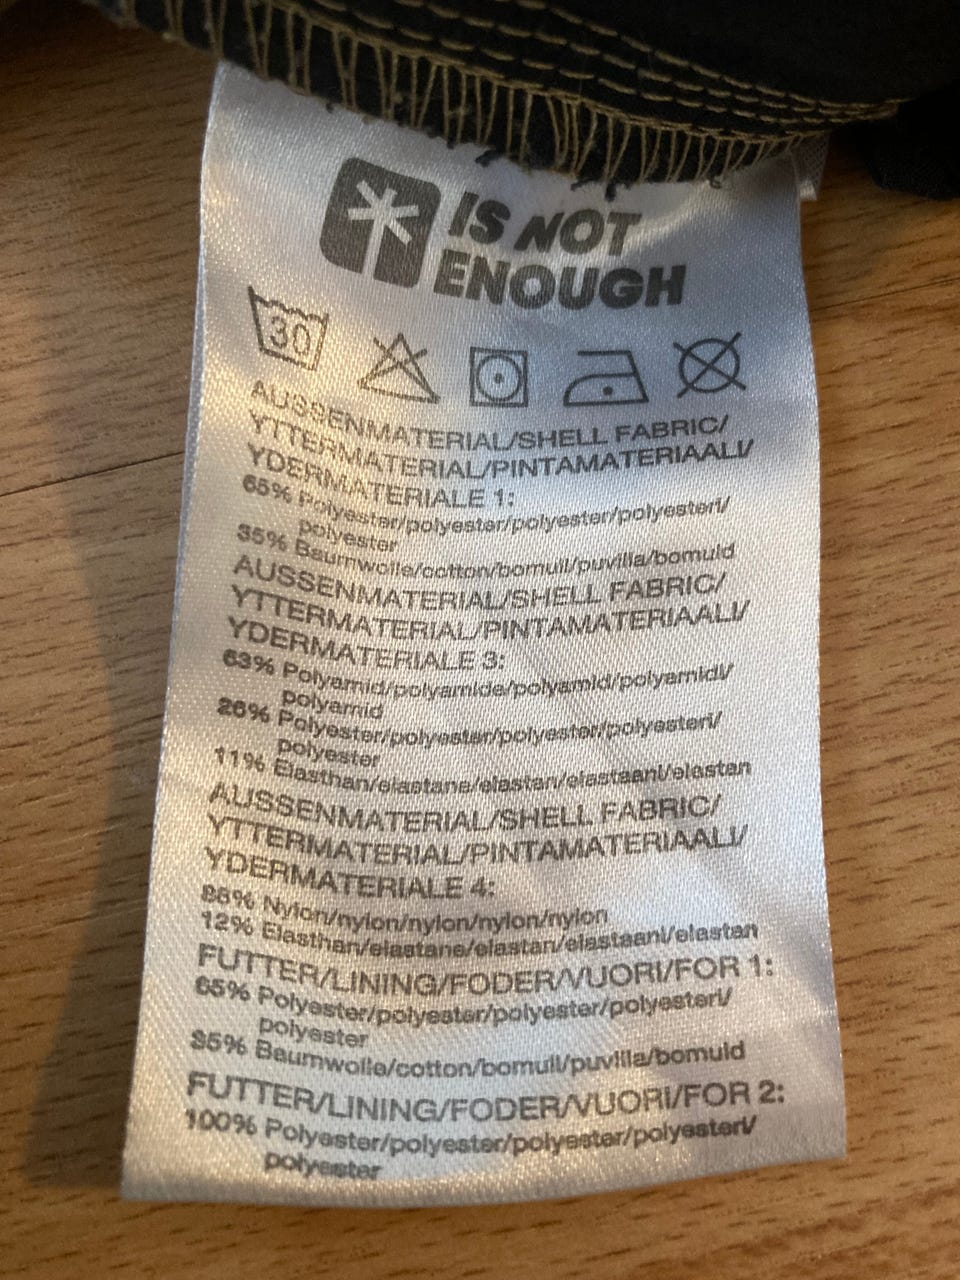 IS NOT
ENOUGH
30
AUSSENMATERIAL/SHELL FABRIC/
YTTERMATERIAL/PINTAMATERIAALI/
YDERMATERIALE 1:
65% Polyester/polyester/polyester/polyesteri/
polyester
35% Baumwolle/cotton/bomull/puvilla/bomuld
AUSSENMATERIAL/SHELL FABRIC/
YTTERMATERIAL/PINTAMATERIAALI/
YDERMATERIALE 3:
63% Polyamid/polyamide/polyamid/polyamidi/
polyamid
26% Polyester/polyester/polyester/polyesteri/
polyester
11% Elasthan/elastane/elastan/elastaani/elastan
AUSSENMATERIAL/SHELL FABRIC/
YTTERMATERIAL/PINTAMATERIAALI/
YDERMATERIALE 4:
88% Nylon/nylon/nylon/nylon/nylon
12% Elasthan/elastane/elastan/elastaani/elastan
FUTTER/LINING/FODER/VUORI/FOR 1:
65% Polyester/polyester/polyester/polyesteri/
polyester
35% Baumwolle/cotton/bomull/puvilla/bomuld
FUTTER/LINING/FODER/VUORI/FOR 2:
100% Polyester/polyester/polyester/polyesteri/
polyester